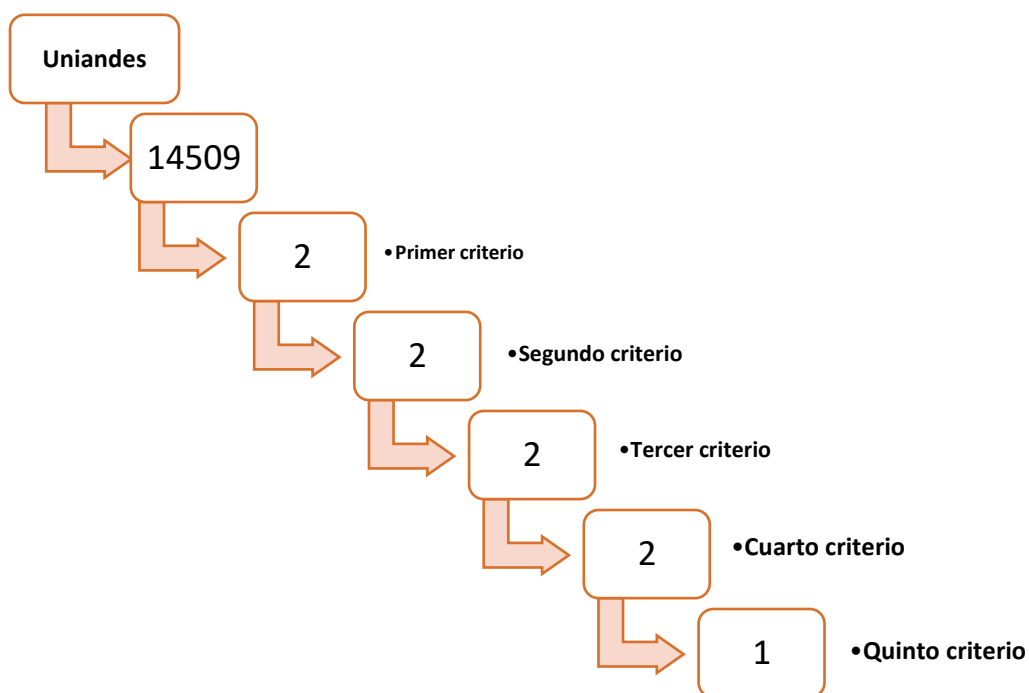 Uniandes
14509
2
•Primer criterio
2
•Segundo criterio
2
•Tercer criterio
2
•Cuarto criterio
1
•Quinto criterio